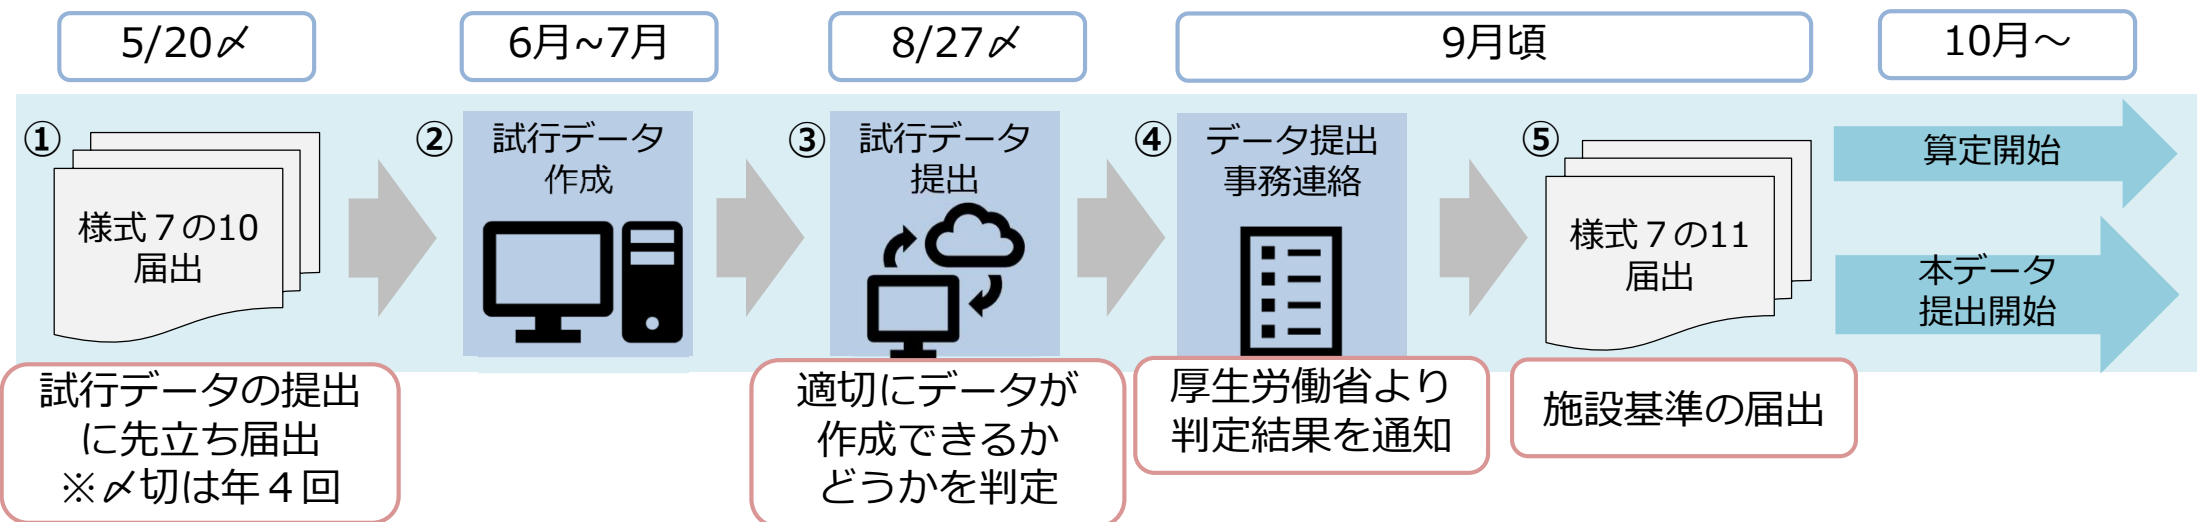 5/20〆
6月~7月
8/27〆
9月頃
10月～
①
様式７の10
届出
②
試行データ
作成
③
試行データ
提出
④
データ提出
事務連絡
⑤
様式７の11
届出
算定開始
本データ
提出開始
試行データの提出
に先立ち届出
※〆切は年４回
適切にデータが
作成できるか
どうかを判定
厚生労働省より
判定結果を通知
施設基準の届出